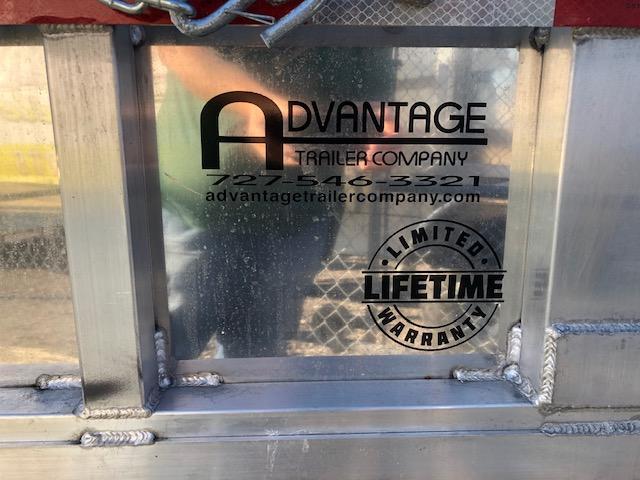 ADVANTAGE
TRAILER COMPANY
727-546-3321
advantagetrailercompany.com
LIMITED
LIFETIME
WARRANTY